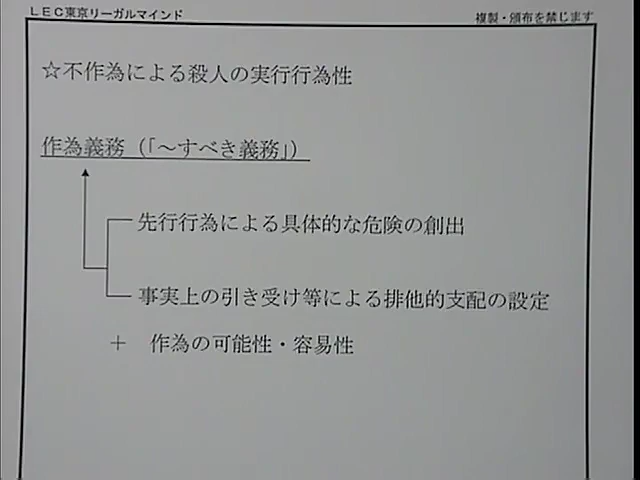 LEC東京リーガルマインド
複製・頒布を禁じます
☆不作為による殺人の実行行為性
作為義務（「～すべき義務」）
先行行為による具体的な危険の創出
事実上の引き受け等による排他的支配の設定
＋　作為の可能性・容易性